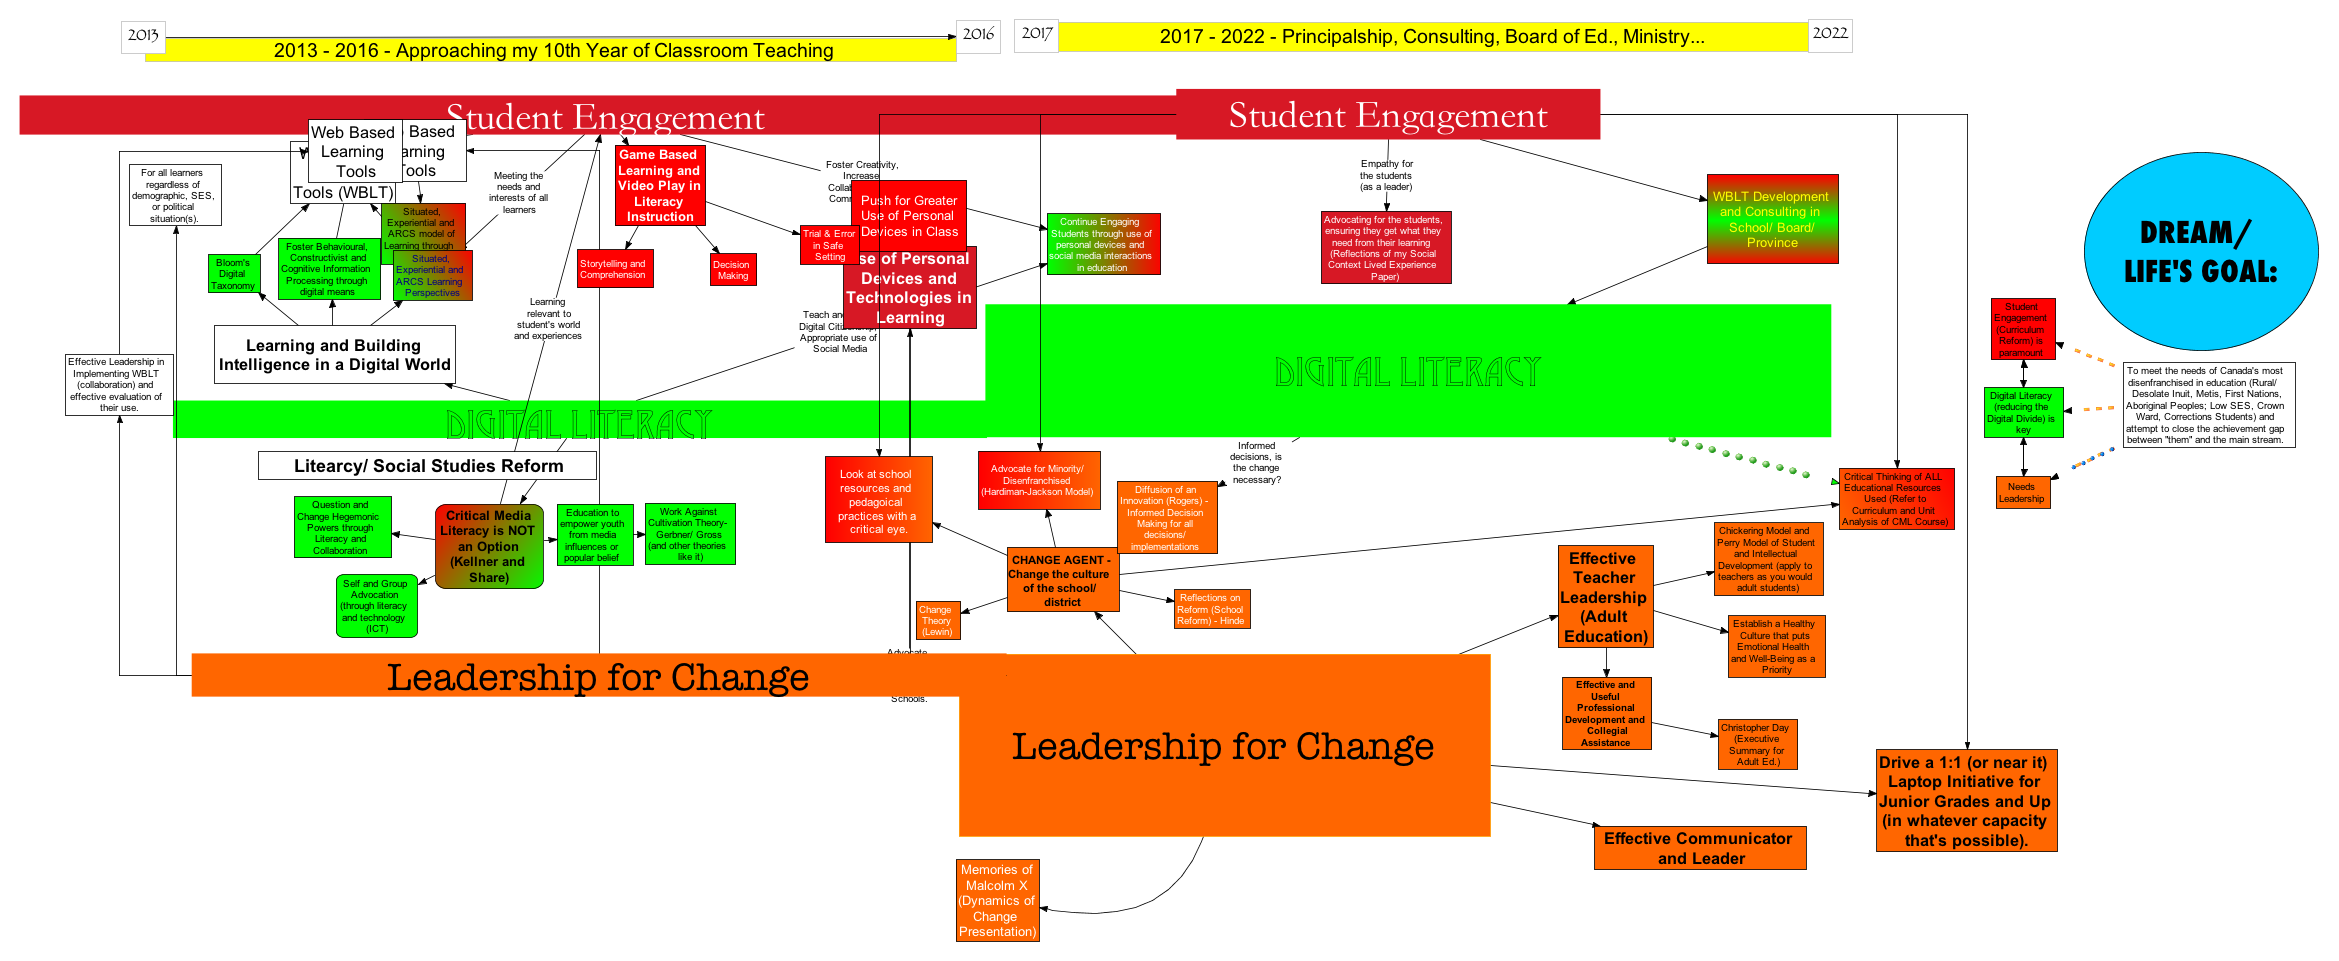 2013
2016
2013 - 2016 - Approaching my 10th Year of Classroom Teaching
2017
2022
2017 - 2022 - Principalship, Consulting, Board of Ed., Ministry...
Student Engagement
Student Engagement
Web Based
Learning
Tools
Based
Tools (WBLT)
For all learners
regardless of
demographic, SES,
or political
situation(s).
Situated,
Experiential and
ARCS model of
Learning through
Situated,
Experiential and
ARCS Learning
Perspectives
Foster Behavioural,
Constructivist and
Cognitive Information
Processing through
digital means
Bloom's
Digital
Taxonomy
Learning and Building
Intelligence in a Digital World
Effective Leadership in
Implementing WBLT
(collaboration) and
effective evaluation of
their use.
Meeting the
needs and
interests of all
learners
Game Based
Learning and
Video Play in
Literacy
Instruction
Storytelling and
Comprehension
Decision
Making
Trial & Error
in Safe
Setting
Foster Creativity,
Increase
Push for Greater
Use of Personal
Devices in Class
Use of Personal
Devices and
Technologies in
Learning
Continue Engaging
Students through use of
personal devices and
social media interactions
in education
Learning
relevant to
student's world
and experiences
Teach
Digital
Appropriate use of
Social Media
Empathy for
the students
(as a leader)
Advocating for the students,
ensuring they get what they
need from their learning
(Reflections of my Social
Context Lived Experience
Paper)
WBLT Development
and Consulting in
School/ Board/
Province
DREAM/
LIFE'S GOAL:
Student
Engagement
(Curriculum
Reform) is
paramount
Digital Literacy
(reducing the
Digital Divide) is
key
Needs
Leadership
To meet the needs of Canada's most
disenfranchised in education (Rural/
Desolate Inuit, Metis, First Nations,
Aboriginal Peoples; Low SES, Crown
Ward, Corrections Students) and
attempt to close the achievement gap
between "them" and the main stream.
DIGITAL LITERACY
DIGITAL LITERACY
Litearcy/ Social Studies Reform
Question and
Change Hegemonic
Powers through
Literacy and
Collaboration
Critical Media
Literacy is NOT
an Option
(Kellner and
Share)
Education to
empower youth
from media
influences or
popular belief
Work Against
Cultivation Theory-
Gerbner/ Gross
(and other theories
like it)
Self and Group
Advocation
(through literacy
and technology
(ICT)
Look at school
resources and
pedagoical
practices with a
critical eye.
Advocate for Minority/
Disenfranchised
(Hardiman-Jackson Model)
Informed
decisions, is
the change
necessary?
Diffusion of an
Innovation (Rogers) -
Informed Decision
Making for all
decisions/
implementations
CHANGE AGENT -
Change the culture
of the school/
district
Change
Theory
(Lewin)
Reflections on
Reform (School
Reform) - Hinde
Critical Thinking of ALL
Educational Resources
Used (Refer to
Curriculum and Unit
Analysis of CML Course)
Effective
Teacher
Leadership
(Adult
Education)
Chickering Model and
Perry Model of Student
and Intellectual
Development (apply to
teachers as you would
adult students)
Establish a Healthy
Culture that puts
Emotional Health
and Well-Being as a
Priority
Effective and
Useful
Professional
Development and
Collegial
Assistance
Christopher Day
(Executive
Summary for
Adult Ed.)
Leadership for Change
Advocate
Schools.
Leadership for Change
Drive a 1:1 (or near it)
Laptop Initiative for
Junior Grades and Up
(in whatever capacity
that's possible).
Effective Communicator
and Leader
Memories of
Malcolm X
(Dynamics of
Change
Presentation)